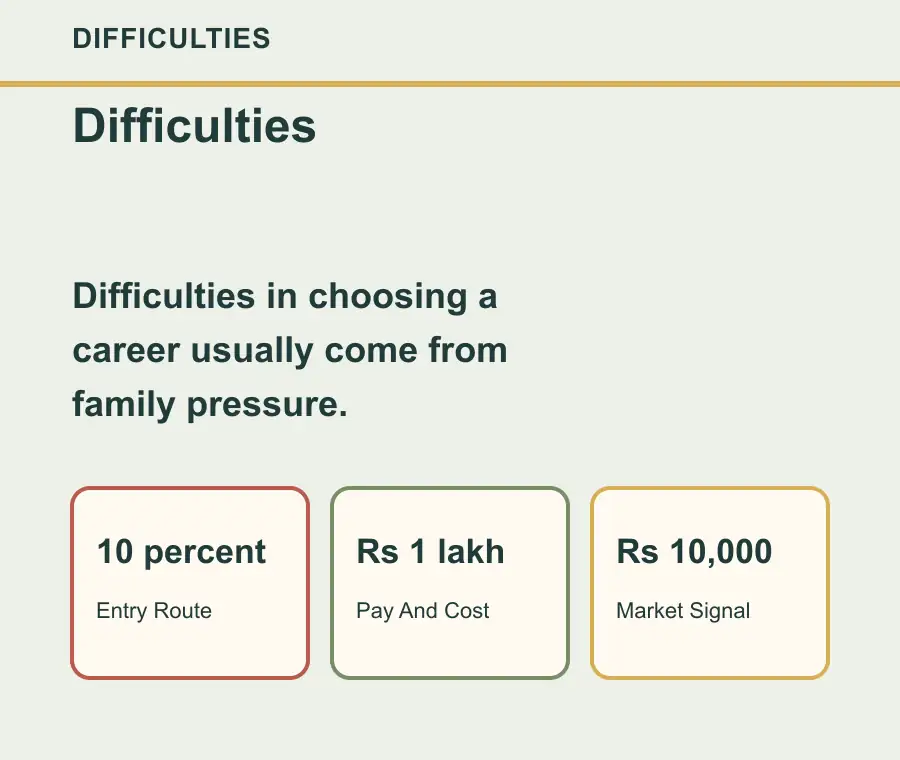 DIFFICULTIES
Difficulties
Difficulties in choosing a
career usually come from
family pressure.
10 percent
Entry Route
Rs 1 lakh
Pay And Cost
Rs 10,000
Market Signal